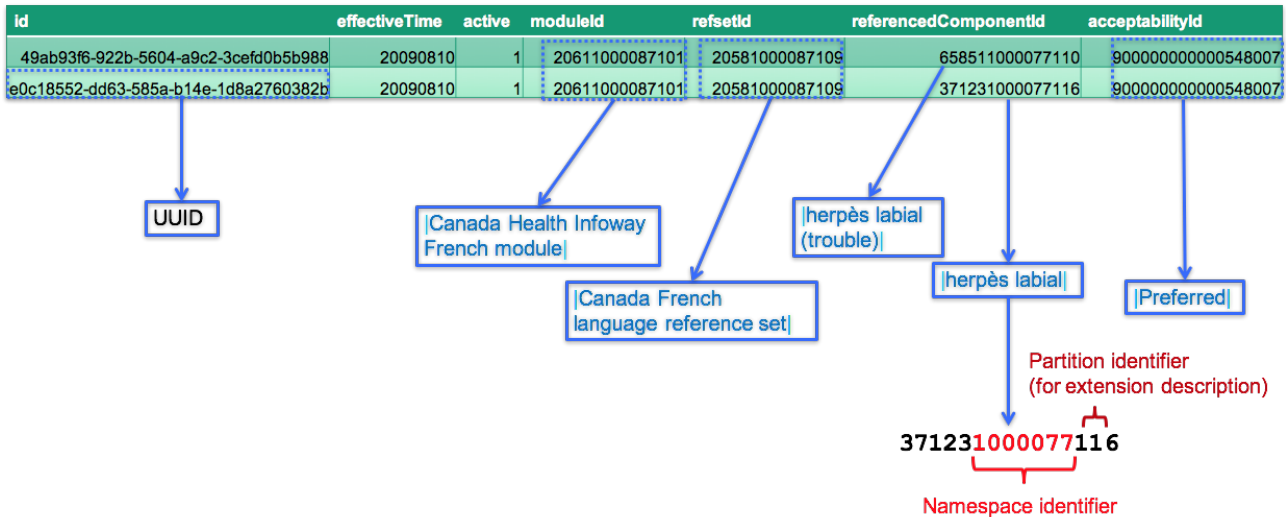 id effectiveTime active moduleId refsetId referencedComponentId acceptabilityId
49ab93f6-922b-5604-a9c2-3cefd0b5b988 20090810 1 20611000087101 20581000087109 658511000077110 900000000000548007
e0c18552-dd63-585a-b14e-1d8a2760382b 20090810 1 20611000087101 20581000087109 371231000077116 900000000000548007
UUID
|Canada Health Infoway
French module|
|herpès labial
(trouble)|
|Canada French
language reference set|
|herpès labial|
|Preferred|
Partition identifier
(for extension description)
371231000077116
Namespace identifier